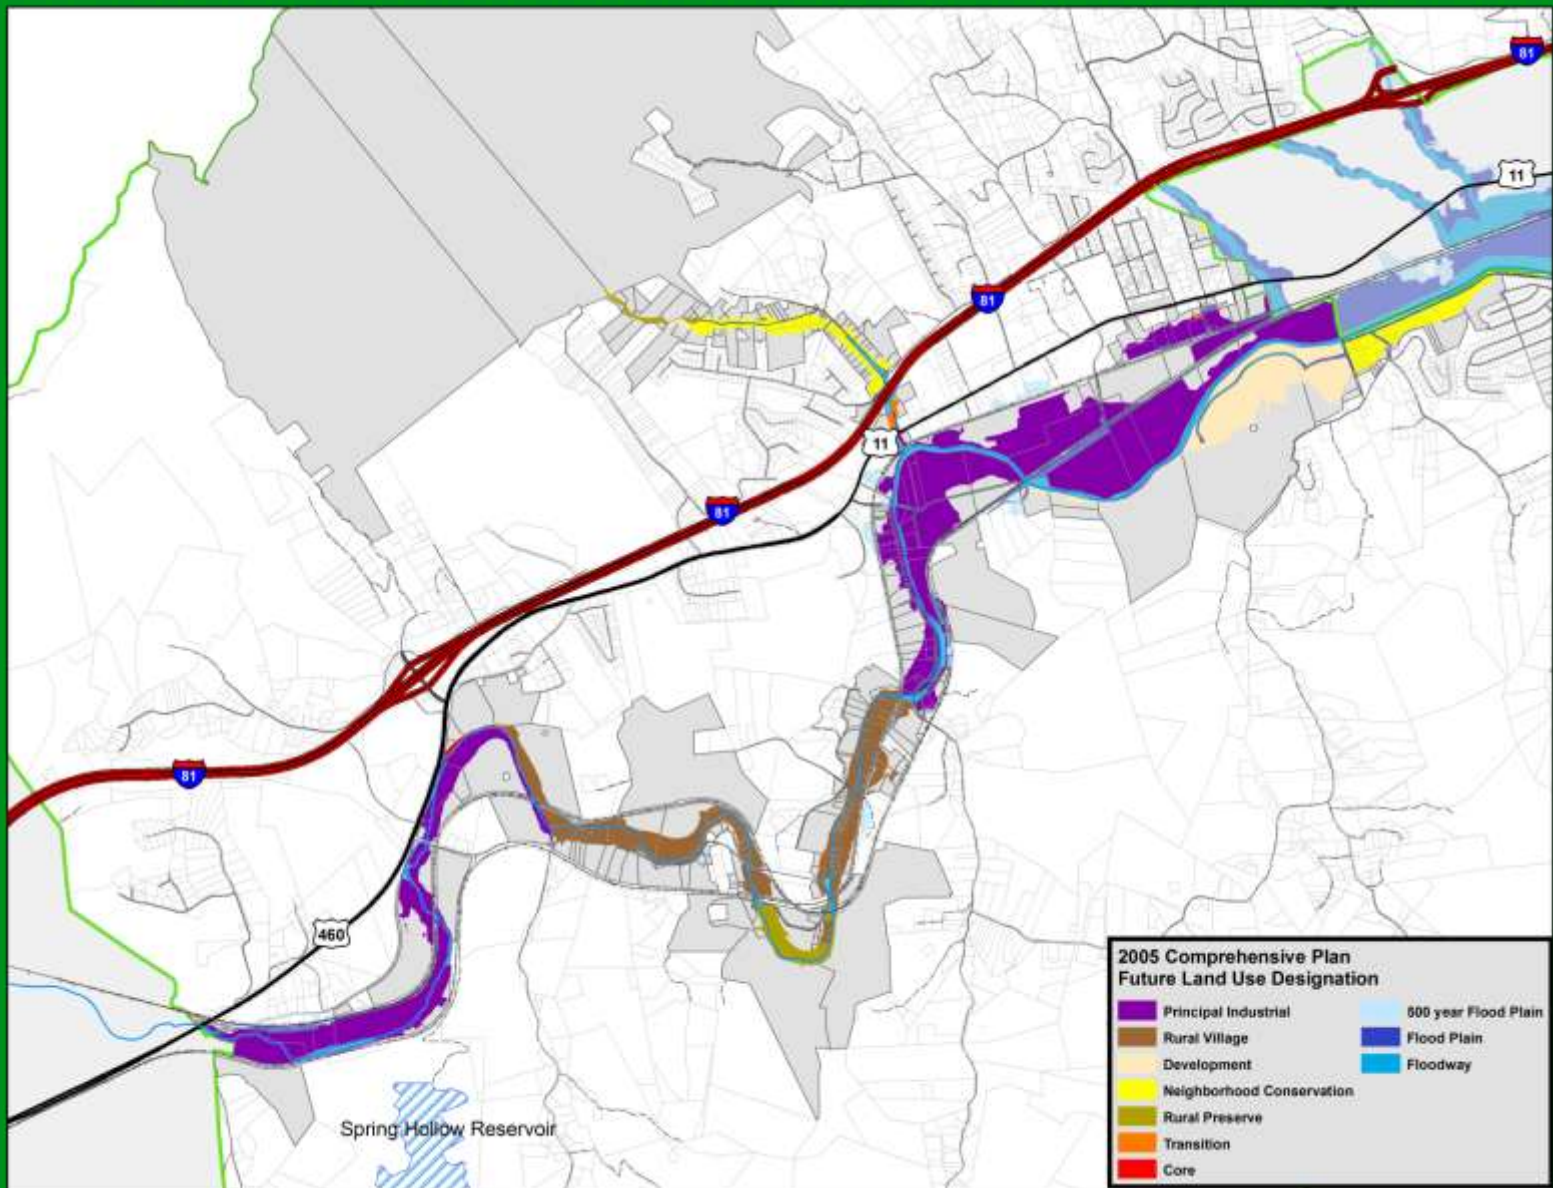 81
11
81
11
81
81
460
Spring Hollow Reservoir
2005 Comprehensive Plan
Future Land Use Designation
Principal Industrial
Rural Village
Development
Neighborhood Conservation
Rural Preserve
Transition
Core
500 year Flood Plain
Flood Plain
Floodway